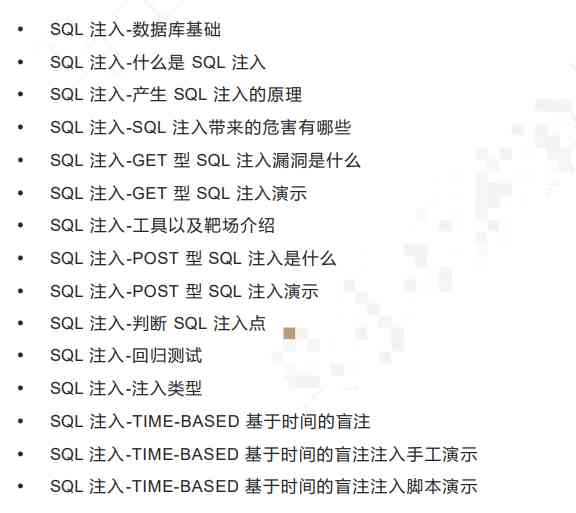 • SQL 注入-数据库基础
• SQL 注入-什么是 SQL 注入
• SQL 注入-产生 SQL 注入的原理
• SQL 注入-SQL 注入带来的危害有哪些
• SQL 注入-GET 型 SQL 注入漏洞是什么
• SQL 注入-GET 型 SQL 注入演示
• SQL 注入-工具以及靶场介绍
• SQL 注入-POST 型 SQL 注入是什么
• SQL 注入-POST 型 SQL 注入演示
• SQL 注入-判断 SQL 注入点
• SQL 注入-回归测试
• SQL 注入-注入类型
• SQL 注入-TIME-BASED 基于时间的盲注
• SQL 注入-TIME-BASED 基于时间的盲注注入手工演示
• SQL 注入-TIME-BASED 基于时间的盲注注入脚本演示